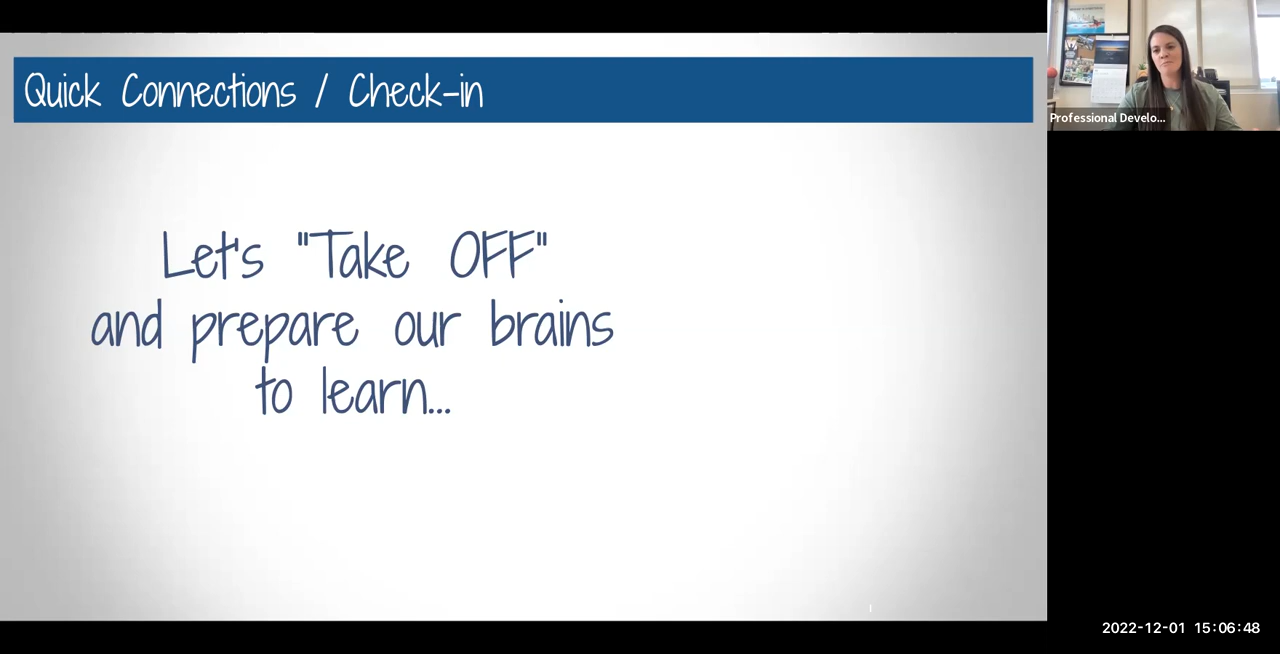 Quick Connections / Check-in
Let's "Take OFF"
and prepare our brains
to learn...
Professional Develo...
2022-12-01 15:06:48